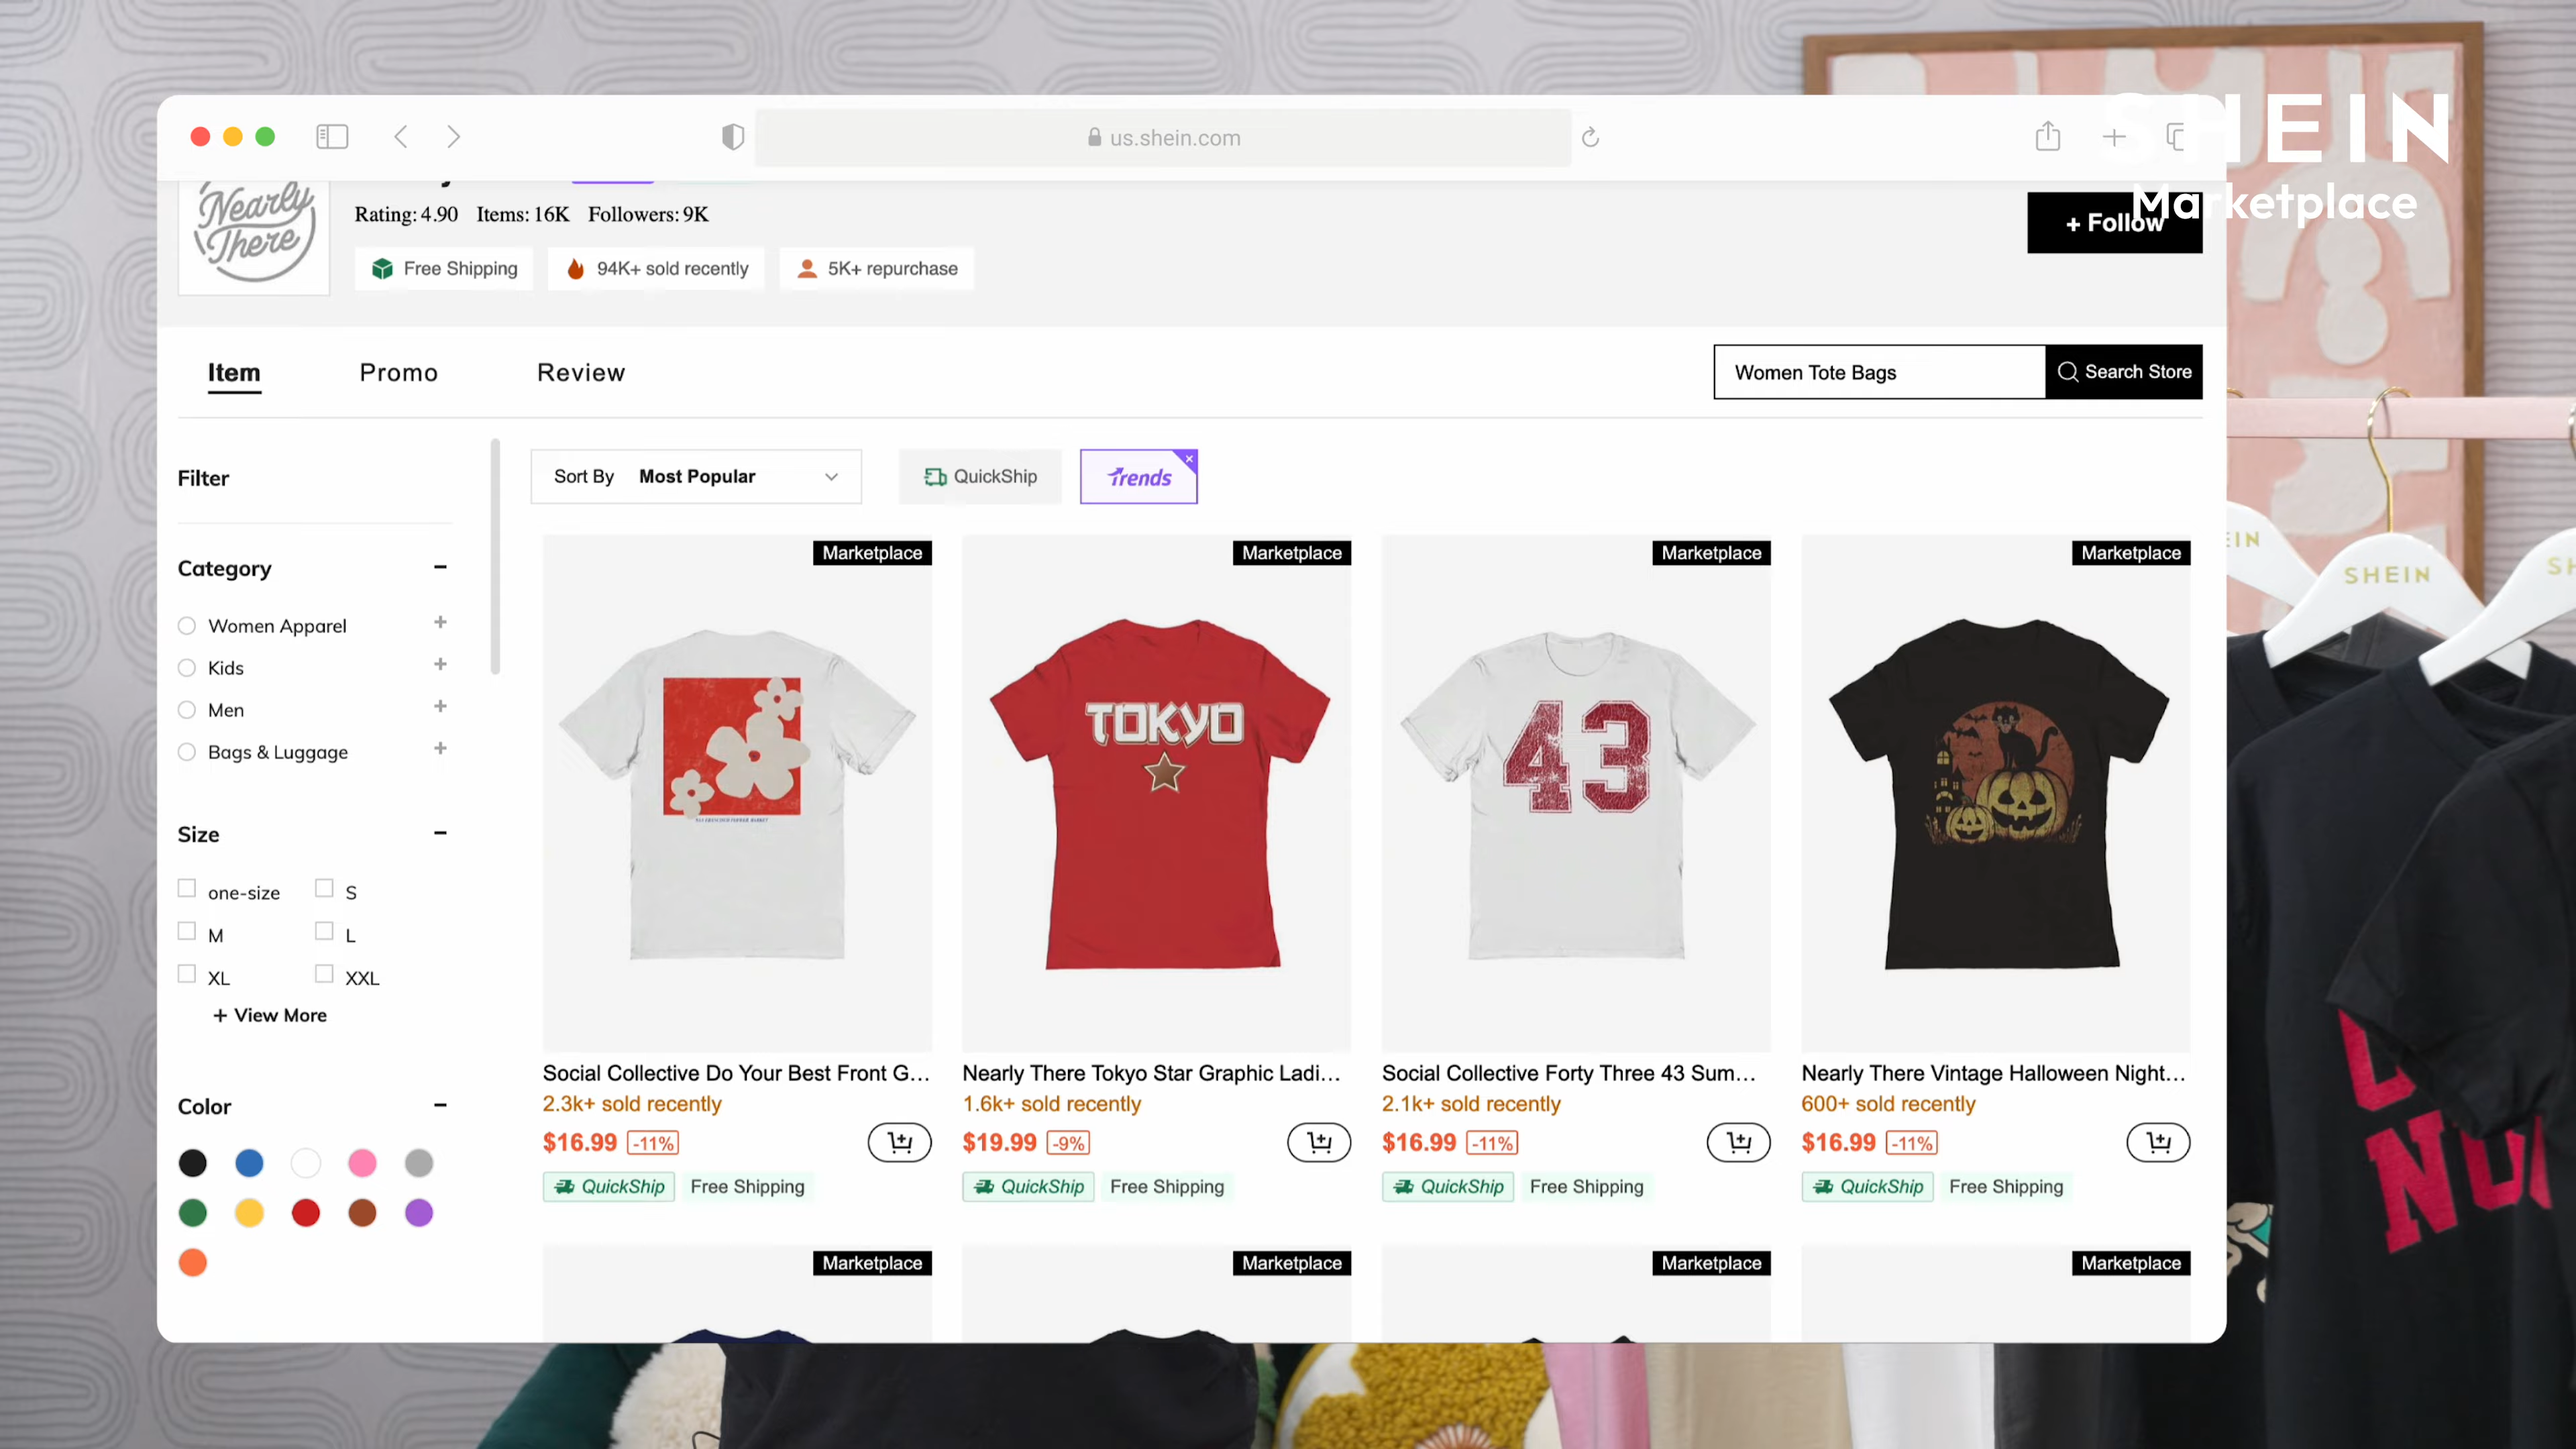 us.shein.com
SHEIN
Marketplace
Nearly
There
Rating: 4.90 Items: 16K Followers: 9K
+ Follow
Free Shipping 94K+ sold recently 5K+ repurchase
Item Promo Review
Women Tote Bags Search Store
Filter
Sort By Most Popular QuickShip Trends
Category
Women Apparel
Kids
Men
Bags & Luggage
Size
one-size S
M L
XL XXL
+ View More
Color
Marketplace Marketplace Marketplace Marketplace
TOKYO
43
Social Collective Do Your Best Front G... Nearly There Tokyo Star Graphic Ladi... Social Collective Forty Three 43 Sum... Nearly There Vintage Halloween Night...
2.3k+ sold recently 1.6k+ sold recently 2.1k+ sold recently 600+ sold recently
$16.99 -11% $19.99 -9% $16.99 -11% $16.99 -11%
QuickShip Free Shipping QuickShip Free Shipping QuickShip Free Shipping QuickShip Free Shipping
Marketplace Marketplace Marketplace Marketplace
SHEIN